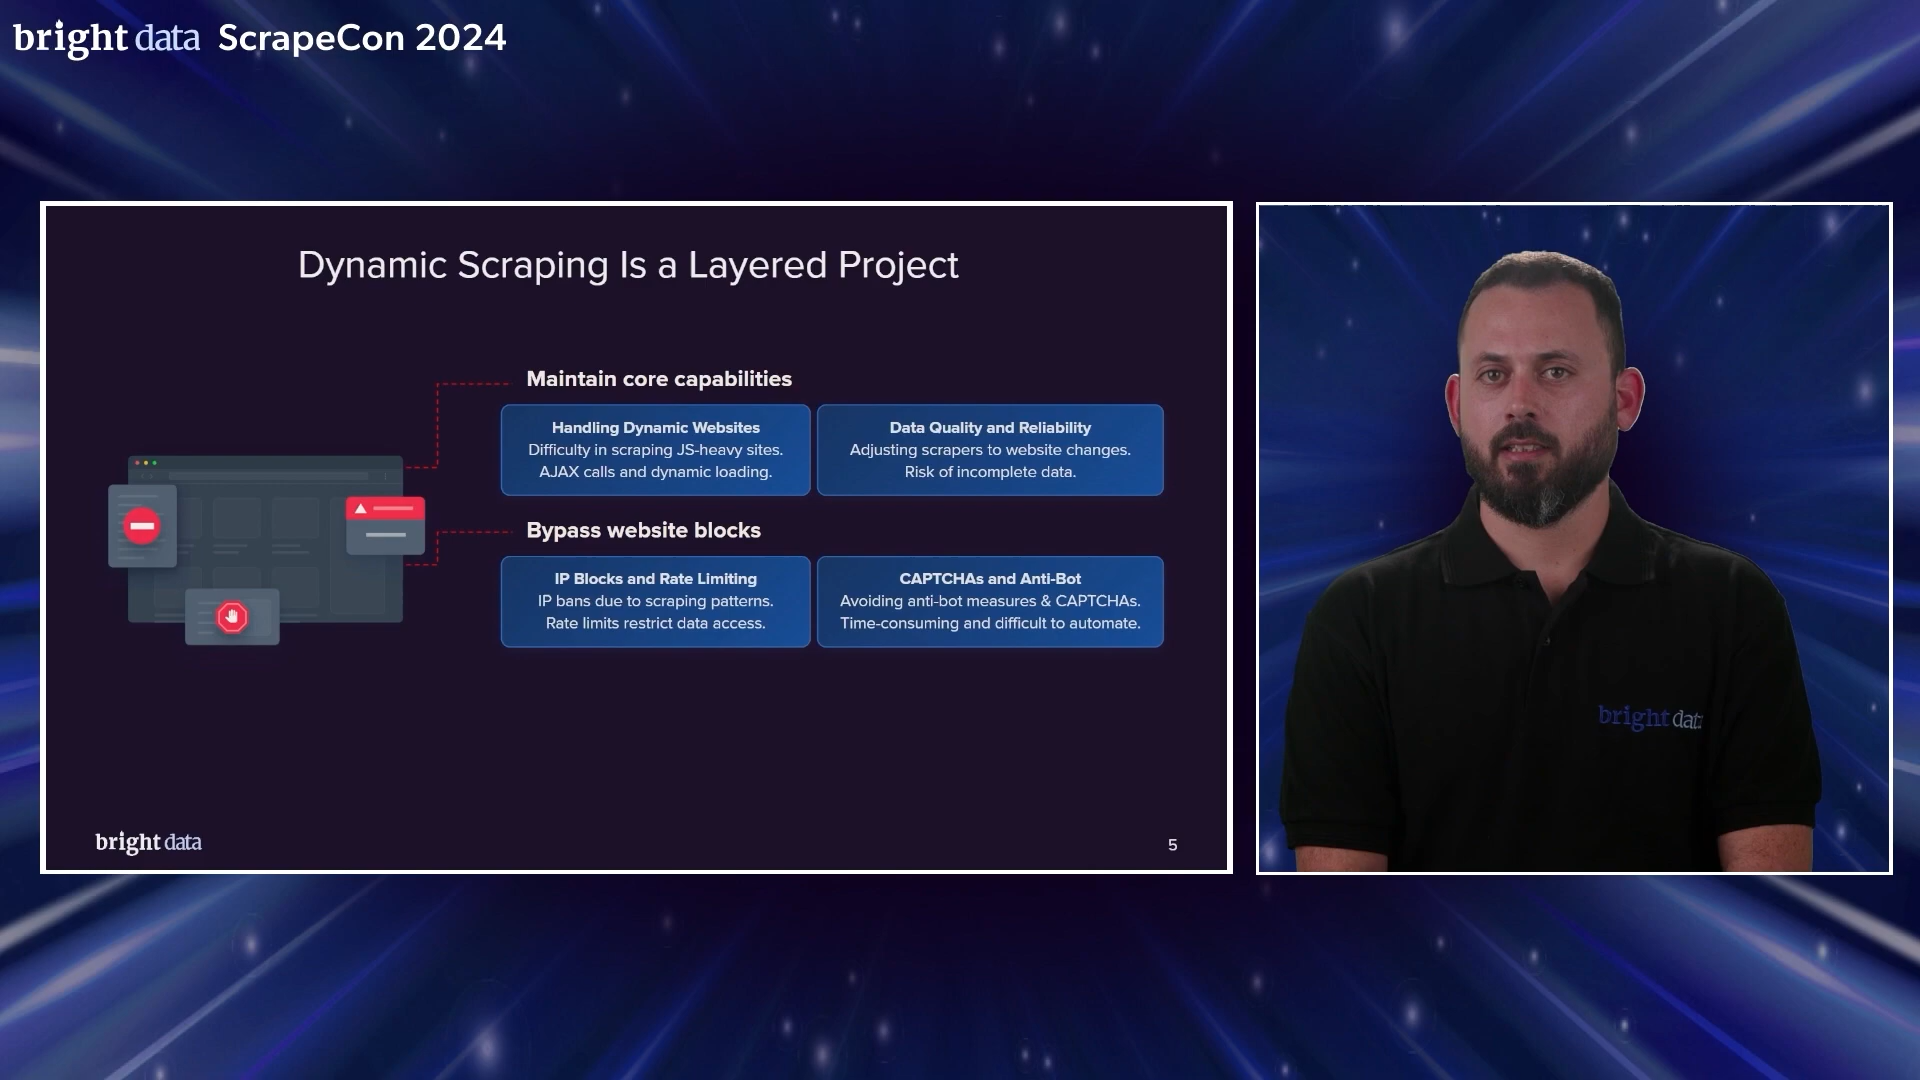 bright data ScrapeCon 2024
Dynamic Scraping Is a Layered Project
Maintain core capabilities
Handling Dynamic Websites
Difficulty in scraping JS-heavy sites.
AJAX calls and dynamic loading.
Data Quality and Reliability
Adjusting scrapers to website changes.
Risk of incomplete data.
Bypass website blocks
IP Blocks and Rate Limiting
IP bans due to scraping patterns.
Rate limits restrict data access.
CAPTCHAs and Anti-Bot
Avoiding anti-bot measures & CAPTCHAs.
Time-consuming and difficult to automate.
bright data
5
bright data